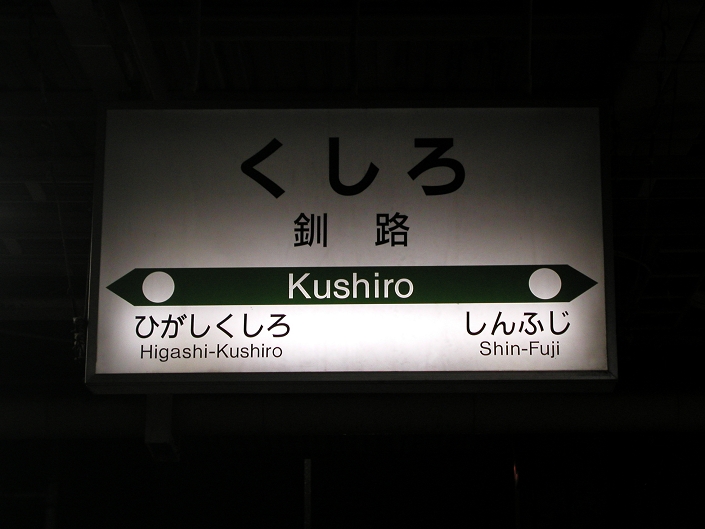 くしろ
釧路
Kushiro
ひがしくしろ
Higashi-Kushiro
しんふじ
Shin-Fuji